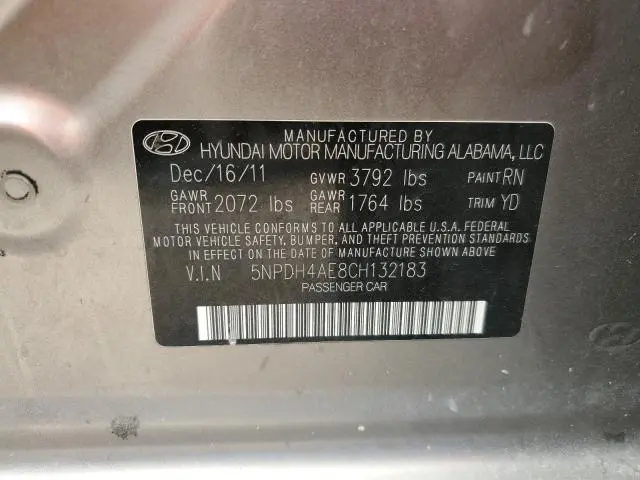 MANUFACTURED BY
HYUNDAI MOTOR MANUFACTURING ALABAMA, LLC
Dec/16/11 GVWR 3792 lbs PAINT RN
GAWR FRONT 2072 lbs GAWR REAR 1764 lbs TRIM YD
THIS VEHICLE CONFORMS TO ALL APPLICABLE U.S.A. FEDERAL
MOTOR VEHICLE SAFETY, BUMPER, AND THEFT PREVENTION STANDARDS
IN EFFECT ON THE DATE OF MANUFACTURE SHOWN ABOVE.
V.I.N 5NPDH4AE8CH132183
PASSENGER CAR